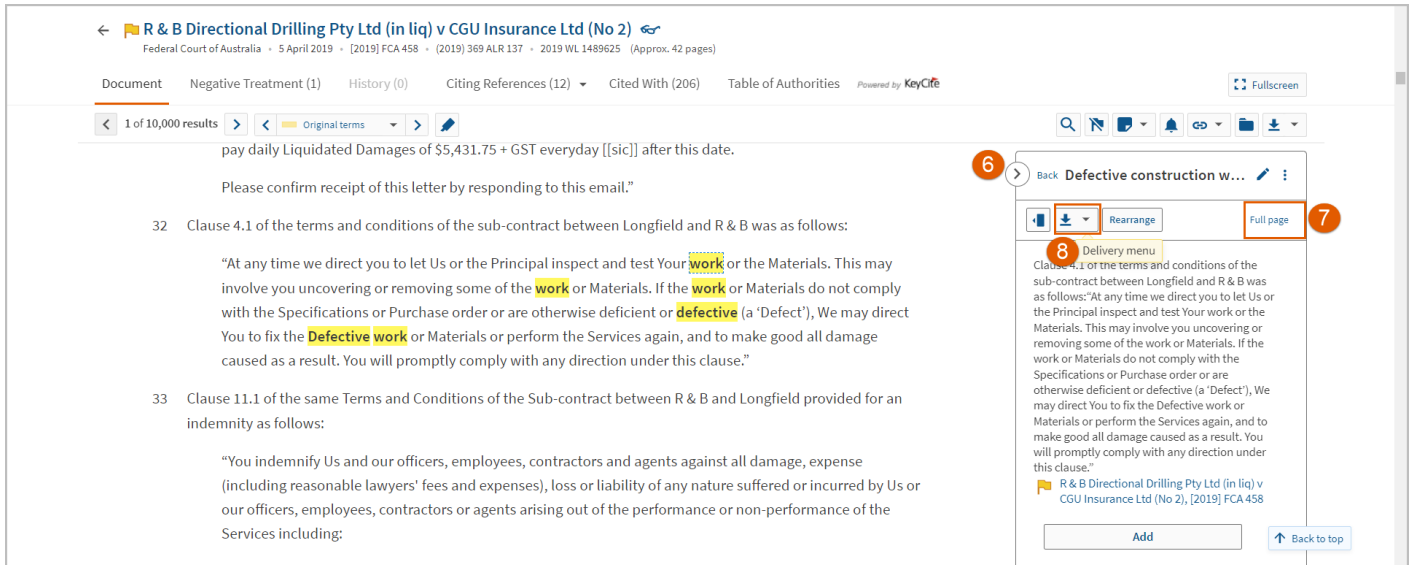 R & B Directional Drilling Pty Ltd (in liq) v CGU Insurance Ltd (No 2)
Federal Court of Australia • 5 April 2019 • [2019] FCA 458 • (2019) 369 ALR 137 • 2019 WL 1489625 (Approx. 42 pages)
Document Negative Treatment (1) History (0) Citing References (12) Cited With (206) Table of Authorities Powered by KeyCite Fullscreen
1 of 10,000 results Original terms
pay daily Liquidated Damages of $5,431.75 + GST everyday [[sic]] after this date.
Please confirm receipt of this letter by responding to this email.”
32 Clause 4.1 of the terms and conditions of the sub-contract between Longfield and R & B was as follows:
“At any time we direct you to let Us or the Principal inspect and test Your work or the Materials. This may
involve you uncovering or removing some of the work or Materials. If the work or Materials do not comply
with the Specifications or Purchase order or are otherwise deficient or defective (a ‘Defect’), We may direct
You to fix the Defective work or Materials or perform the Services again, and to make good all damage
caused as a result. You will promptly comply with any direction under this clause.”
33 Clause 11.1 of the same Terms and Conditions of the Sub-contract between R & B and Longfield provided for an
indemnity as follows:
“You indemnify Us and our officers, employees, contractors and agents against all damage, expense
(including reasonable lawyers' fees and expenses), loss or liability of any nature suffered or incurred by Us or
our officers, employees, contractors or agents arising out of the performance or non-performance of the
Services including:
6 Back Defective construction w...
Rearrange Full page 7
8 Delivery menu
Clause 4.1 of the terms and conditions of the
sub-contract between Longfield and R & B was
as follows:“At any time we direct you to let Us or
the Principal inspect and test Your work or the
Materials. This may involve you uncovering or
removing some of the work or Materials. If the
work or Materials do not comply with the
Specifications or Purchase order or are
otherwise deficient or defective (a ‘Defect’), We
may direct You to fix the Defective work or
Materials or perform the Services again, and to
make good all damage caused as a result. You
will promptly comply with any direction under
this clause.”
R & B Directional Drilling Pty Ltd (in liq) v
CGU Insurance Ltd (No 2), [2019] FCA 458
Add
Back to top